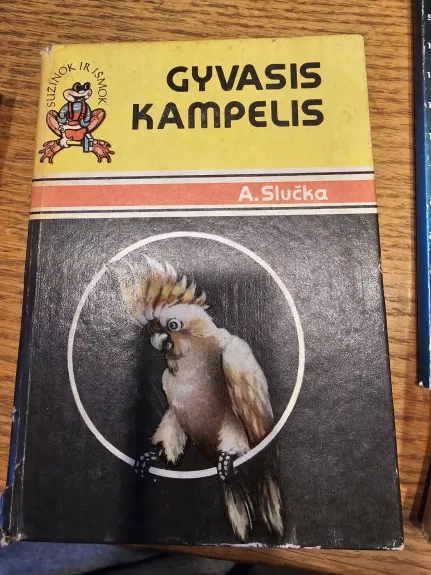 SUŽINOK IR IŠMOK
GYVASIS
KAMPELIS
A. Slučka